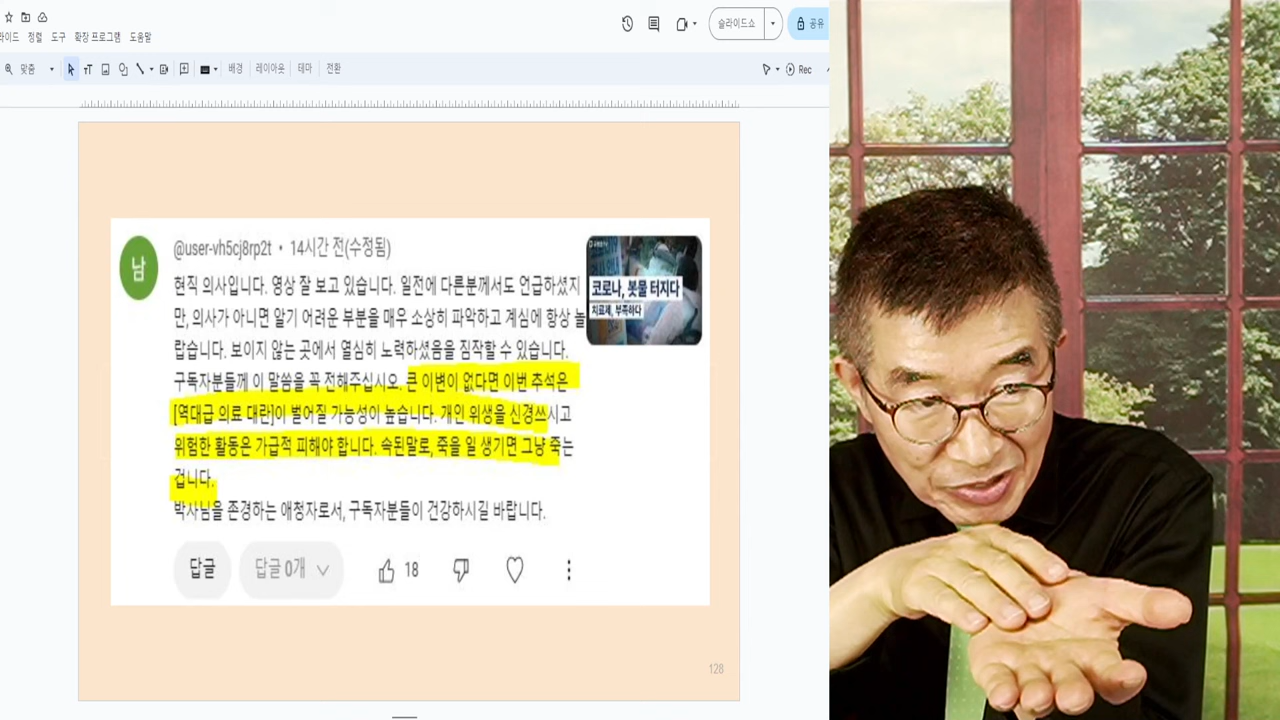 라이드 정렬 도구 확장 프로그램 도움말
슬라이드쇼
공유
맞춤
배경 레이아웃 테마 전환
Rec
남
@user-vh5cj8rp2t • 14시간 전(수정됨)
현직 의사입니다. 영상 잘 보고 있습니다. 일전에 다른분께서도 언급하셨지
만, 의사가 아니면 알기 어려운 부분을 매우 소상히 파악하고 계심에 항상 놀
랍습니다. 보이지 않는 곳에서 열심히 노력하셨음을 짐작할 수 있습니다.
구독자분들께 이 말씀을 꼭 전해주십시오. 큰 이변이 없다면 이번 추석은
[역대급 의료 대란]이 벌어질 가능성이 높습니다. 개인 위생을 신경쓰시고
위험한 활동은 가급적 피해야 합니다. 속된말로, 죽을 일 생기면 그냥 죽는
겁니다.
박사님을 존경하는 애청자로서, 구독자분들이 건강하시길 바랍니다.
코로나, 봇물 터지다
치료제, 부족하다
답글
답글 0개
18
128